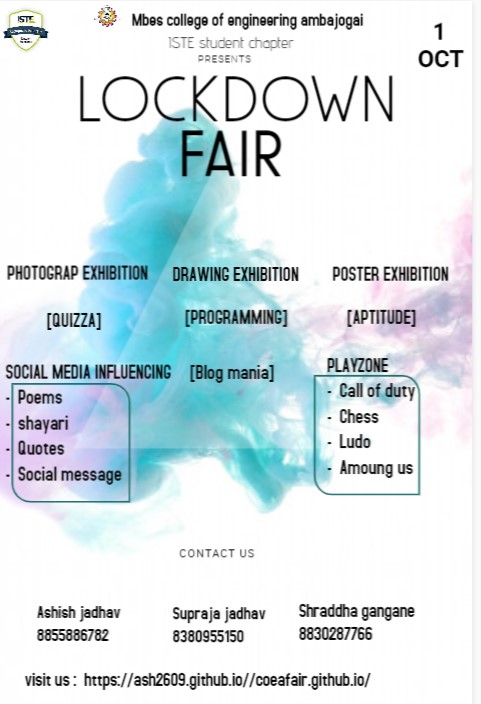 ISTE
Mbes college of engineering ambajogai
ISTE student chapter
PRESENTS
1
OCT
LOCKDOWN
FAIR
PHOTOGRAP EXHIBITION DRAWING EXHIBITION POSTER EXHIBITION
[QUIZZA] [PROGRAMMING] [APTITUDE]
SOCIAL MEDIA INFLUENCING [Blog mania] PLAYZONE
- Poems
- shayari
- Quotes
- Social message
- Call of duty
- Chess
- Ludo
- Amoung us
CONTACT US
Ashish jadhav
8855886782
Supraja jadhav
8380955150
Shraddha gangane
8830287766
visit us : https://ash2609.github.io//coeafair.github.io/